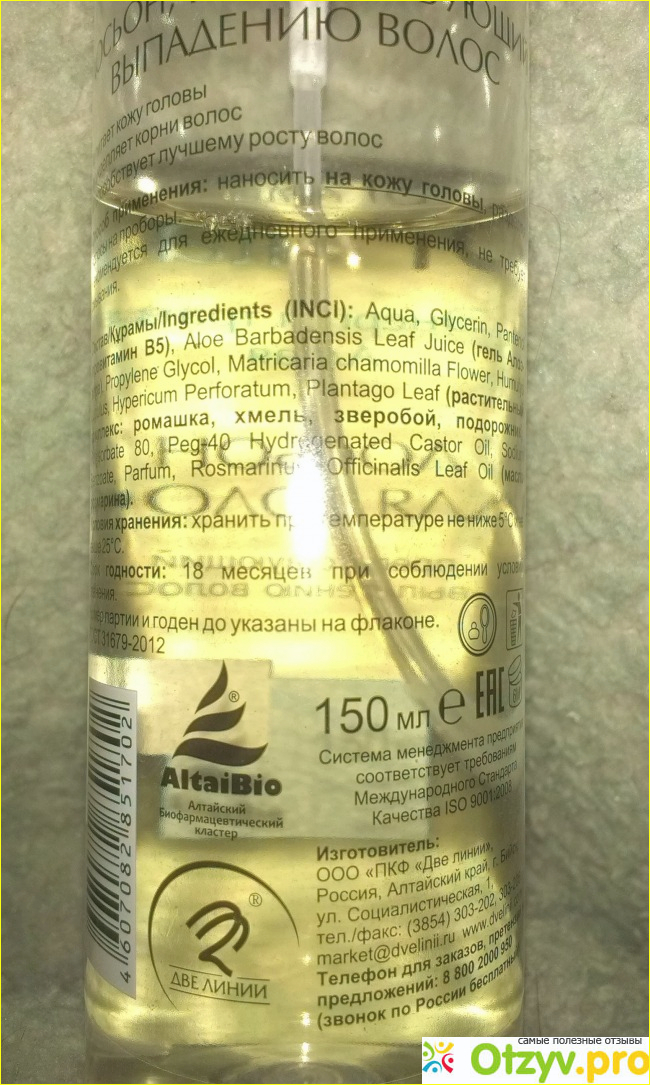 ВЫПАДЕНИЮ ВОЛОС
кожу головы
корни волос
лучшему росту волос
применения: наносить на кожу головы,
на проборы.
для ежедневного применения, не
/Құрамы/Ingredients (INCI): Aqua, Glycerin,
B5), Aloe Barbadensis Leaf Juice (гель
Propylene Glycol, Matricaria chamomilla Flower,
Hypericum Perforatum, Plantago Leaf (растительный
ромашка, хмель, зверобой, подорожник
80, Peg-40 Hydrogenated Castor Oil,
Parfum, Rosmarinus Officinalis Leaf Oil
хранения: хранить при температуре не ниже 5°С
25°С.
годности: 18 месяцев при соблюдении
партии и годен до указаны на флаконе.
31679-2012
150 мл e EAC
Система менеджмента предприятия
соответствует требованиям
Международного Стандарта
Качества ISO 9001:2008
AltaiBio
®
Алтайский
Биофармацевтический
кластер
4 607082 851702
Изготовитель:
ООО «ПКФ «Две линии»,
Россия, Алтайский край, г.
ул. Социалистическая, 1,
тел./факс: (3854) 303-202,
market@dvelinii.ru
Телефон для заказов,
предложений: 8 800 2000 950
(звонок по России бесплатный)
®
ДВЕ ЛИНИИ
самые полезные отзывы
Otzyv.pro